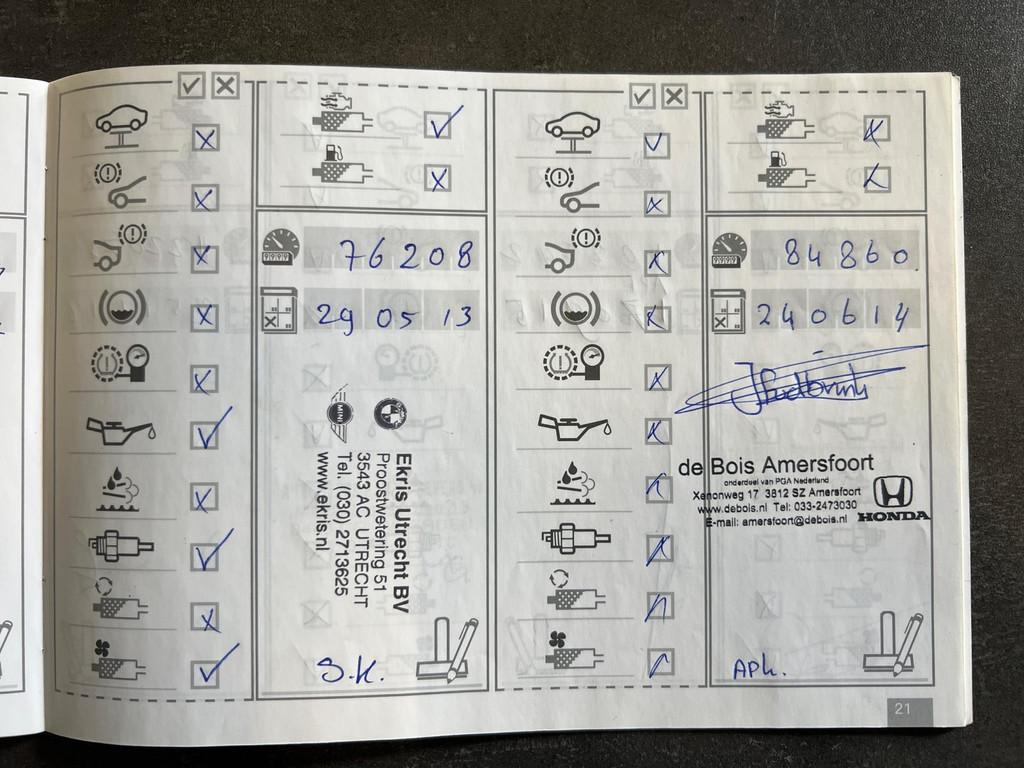 76208
29 05 13
MINI
Ekris Utrecht BV
Proostwetering 51
3543 AC UTRECHT
Tel. (030) 2713625
www.ekris.nl
S.K.
84860
240614
de Bois Amersfoort
onderdeel van PGA Nederland
Xenonweg 17 3812 SZ Amersfoort
www.debois.nl Tel: 033-2473030
E-mail: amersfoort@debois.nl
HONDA
APK.
21